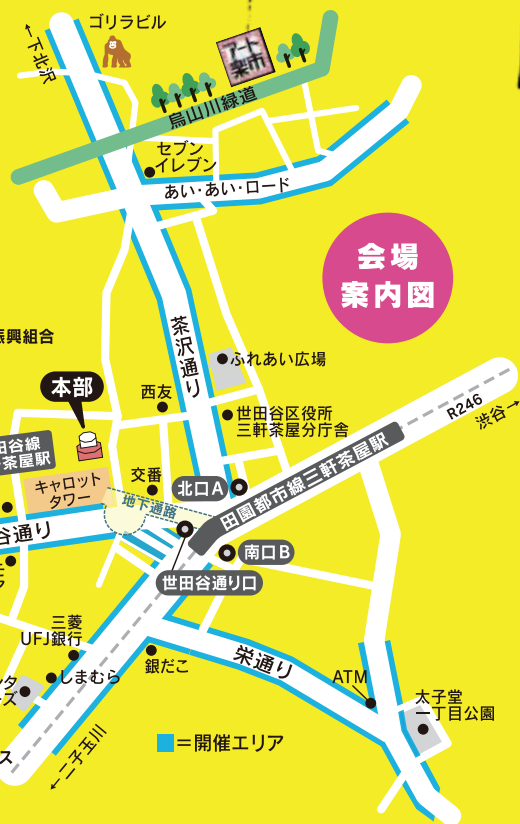 ゴリラビル
←下北沢
アート
楽市
烏山川緑道
セブン
イレブン
あい・あい・ロード
会場
案内図
茶沢通り
振興組合
ふれあい広場
本部
西友
世田谷区役所
三軒茶屋分庁舎
R246
渋谷→
田谷線
茶屋駅
キャロット
タワー
交番
北口A
田園都市線三軒茶屋駅
地下通路
谷通り
南口B
世田谷通り口
三菱
UFJ銀行
しまむら
銀だこ
栄通り
ATM
太子堂
一丁目公園
ンタ
ーズ
=開催エリア
←二子玉川
ス